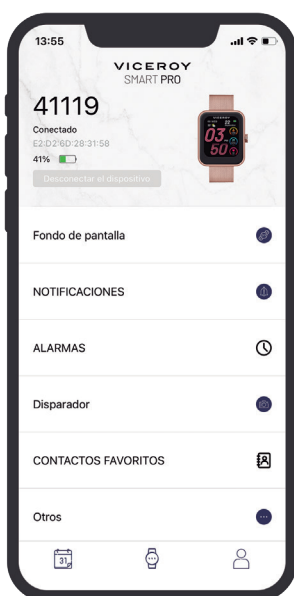 13:55
VICEROY
SMART PRO
41119
Conectado
E2:D2:6D:28:31:58
41%
Desconectar el dispositivo
03
50
Fondo de pantalla
NOTIFICACIONES
ALARMAS
Disparador
CONTACTOS FAVORITOS
Otros
31